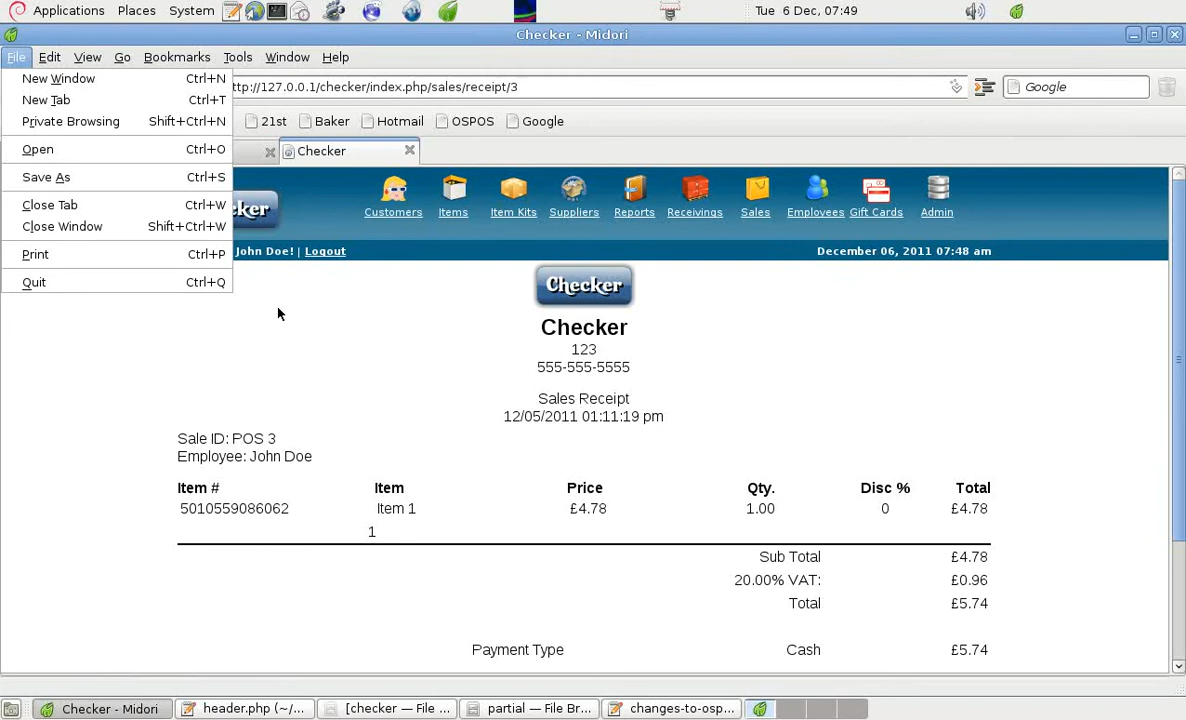 Applications Places System Tue 6 Dec, 07:49
Checker - Midori
File Edit View Go Bookmarks Tools Window Help
New Window Ctrl+N
ttp://127.0.0.1/checker/index.php/sales/receipt/3 Google
New Tab Ctrl+T
Private Browsing Shift+Ctrl+N
21st Baker Hotmail OSPOS Google
Open Ctrl+O
Checker
Save As Ctrl+S
Close Tab Ctrl+W
Close Window Shift+Ctrl+W
Print Ctrl+P
Quit Ctrl+Q
cker
Customers Items Item Kits Suppliers Reports Receivings Sales Employees Gift Cards Admin
John Doe! | Logout December 06, 2011 07:48 am
Checker
Checker
123
555-555-5555
Sales Receipt
12/05/2011 01:11:19 pm
Sale ID: POS 3
Employee: John Doe
Item # Item Price Qty. Disc % Total
5010559086062 Item 1 £4.78 1.00 0 £4.78
1
Sub Total £4.78
20.00% VAT: £0.96
Total £5.74
Payment Type Cash £5.74
Checker - Midori header.php (~/... [checker — File ... partial — File Br... changes-to-osp...